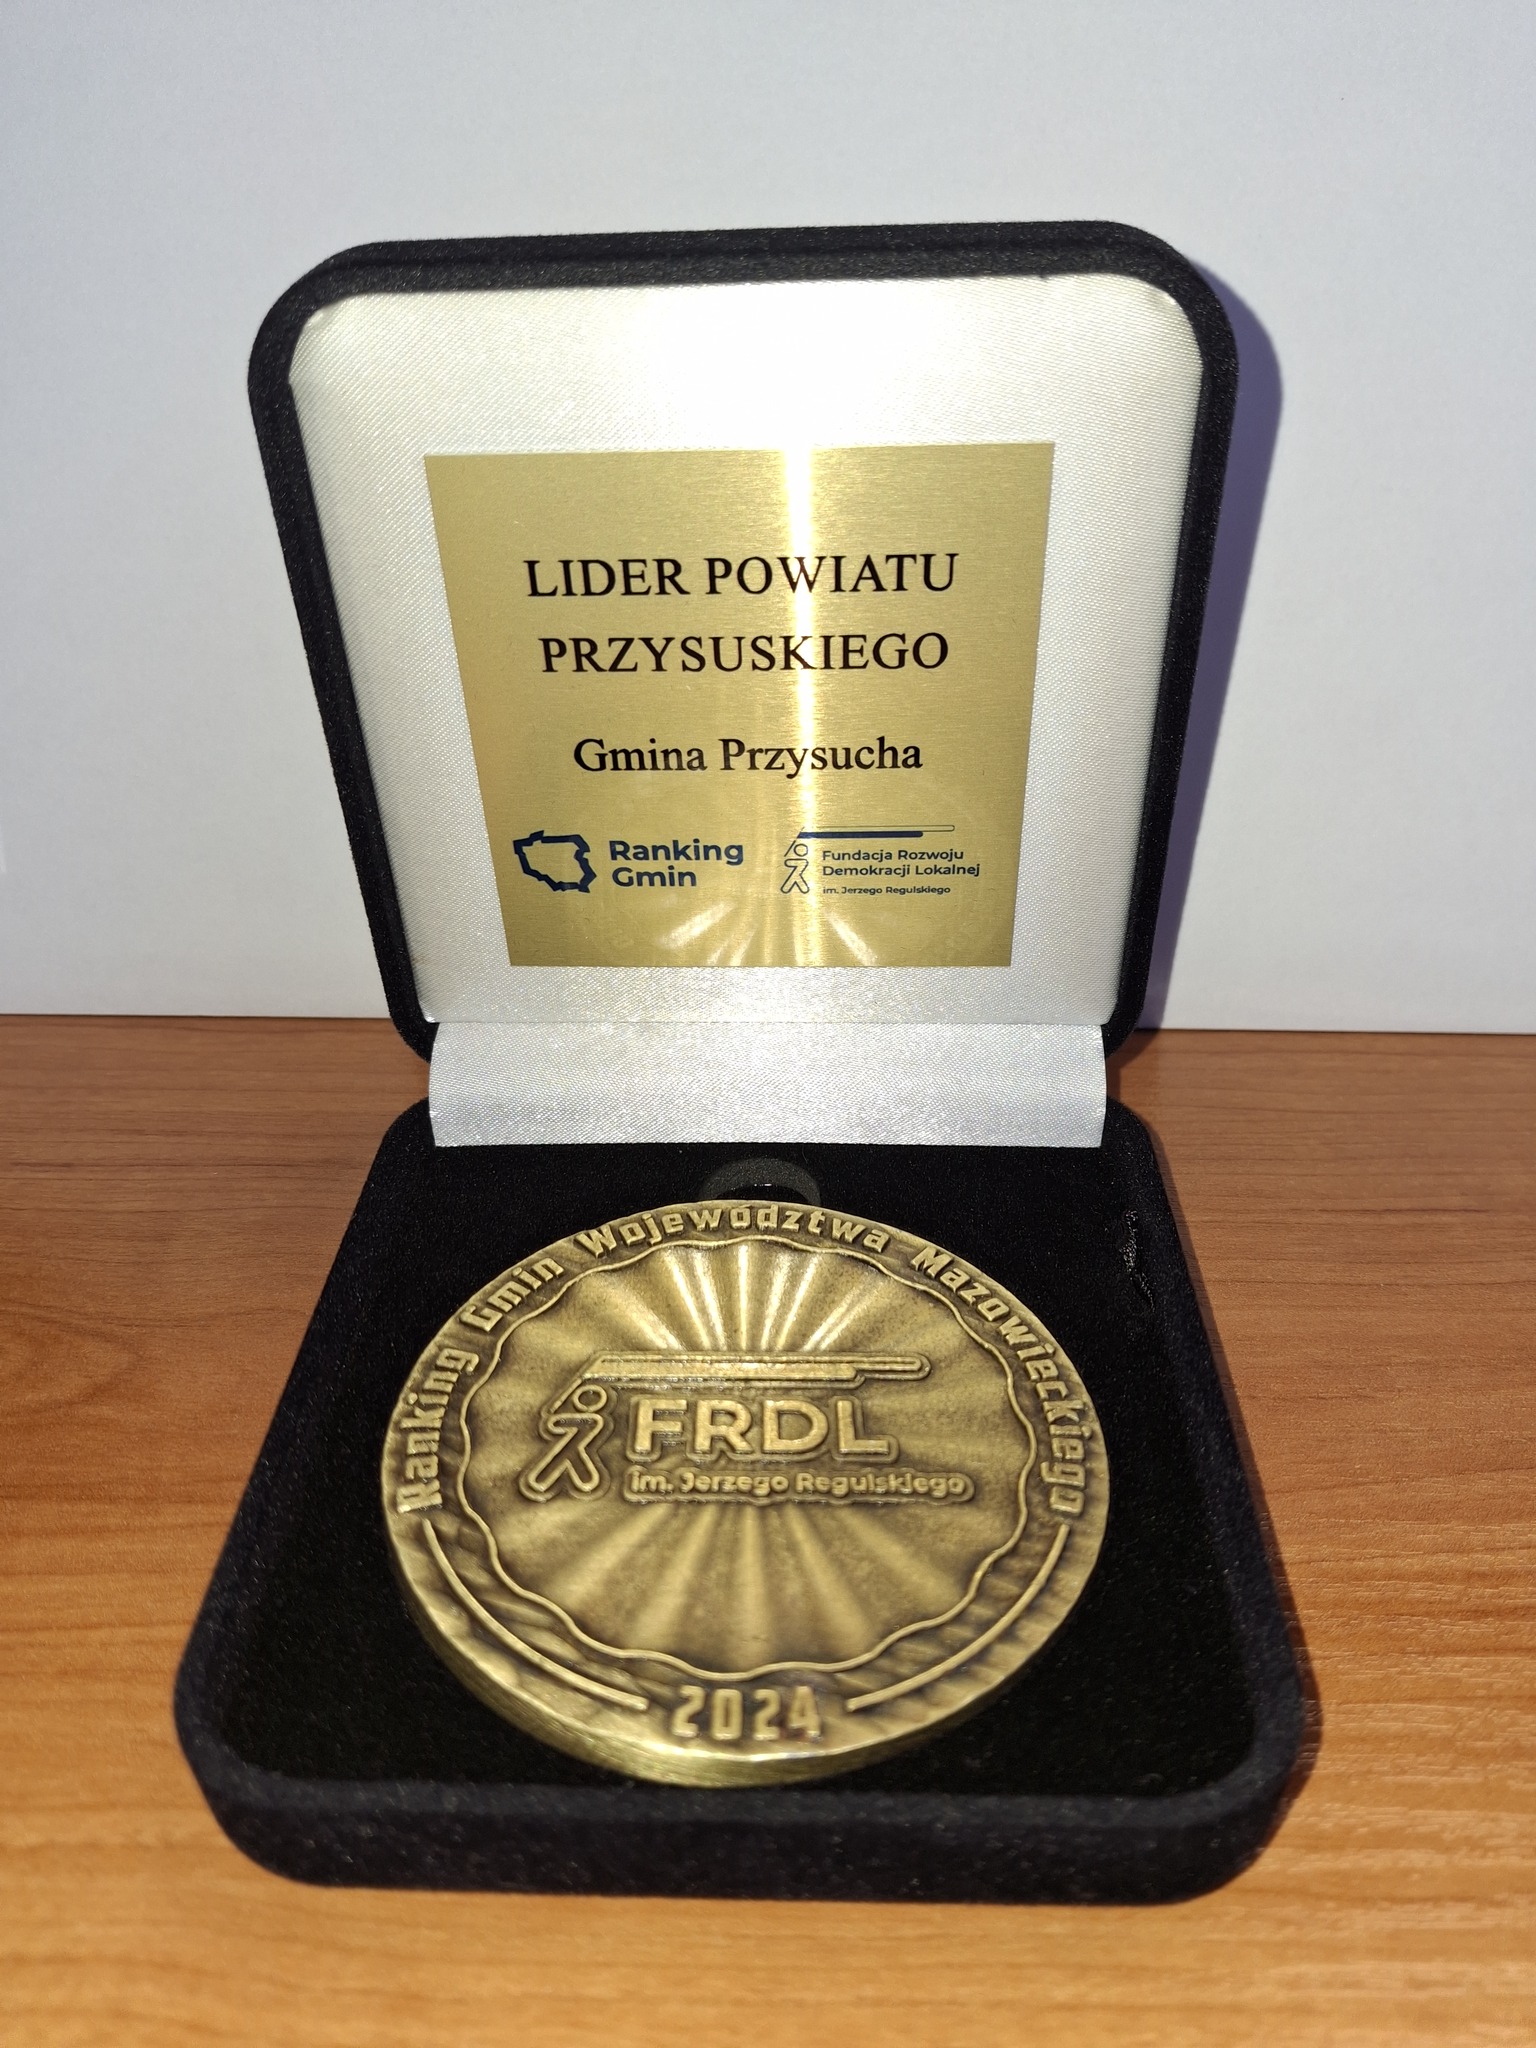 LIDER POWIATU
PRZYSUSKIEGO
Gmina Przysucha
Ranking
Gmin
Fundacja Rozwoju
Demokracji Lokalnej
im. Jerzego Regulskiego
Ranking Gmin Województwa Mazowieckiego
FRDL
im. Jerzego Regulskiego
2024